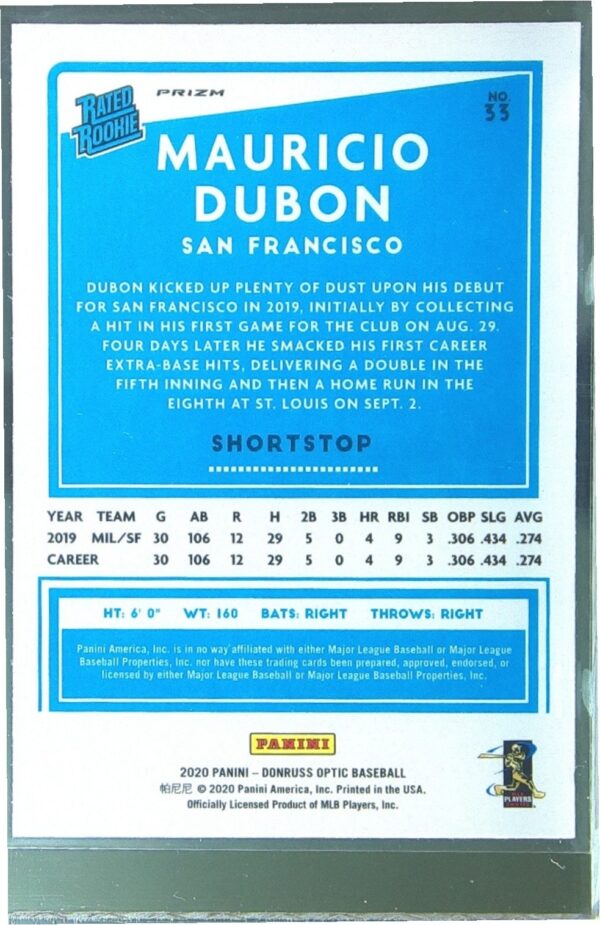 RATED
ROOKIE
PRIZM
NO.
33
MAURICIO
DUBON
SAN FRANCISCO
DUBON KICKED UP PLENTY OF DUST UPON HIS DEBUT
FOR SAN FRANCISCO IN 2019, INITIALLY BY COLLECTING
A HIT IN HIS FIRST GAME FOR THE CLUB ON AUG. 29.
FOUR DAYS LATER HE SMACKED HIS FIRST CAREER
EXTRA-BASE HITS, DELIVERING A DOUBLE IN THE
FIFTH INNING AND THEN A HOME RUN IN THE
EIGHTH AT ST. LOUIS ON SEPT. 2.
SHORTSTOP
YEAR TEAM G AB R H 2B 3B HR RBI SB OBP SLG AVG
2019 MIL/SF 30 106 12 29 5 0 4 9 3 .306 .434 .274
CAREER 30 106 12 29 5 0 4 9 3 .306 .434 .274
HT: 6' 0" WT: 160 BATS: RIGHT THROWS: RIGHT
Panini America, Inc. is in no way affiliated with either Major League Baseball or Major League
Baseball Properties, Inc. nor have these trading cards been prepared, approved, endorsed, or
licensed by either Major League Baseball or Major League Baseball Properties, Inc.
PANINI
2020 PANINI – DONRUSS OPTIC BASEBALL
帕尼尼 © 2020 Panini America, Inc. Printed in the USA.
Officially Licensed Product of MLB Players, Inc.
PLAYERS